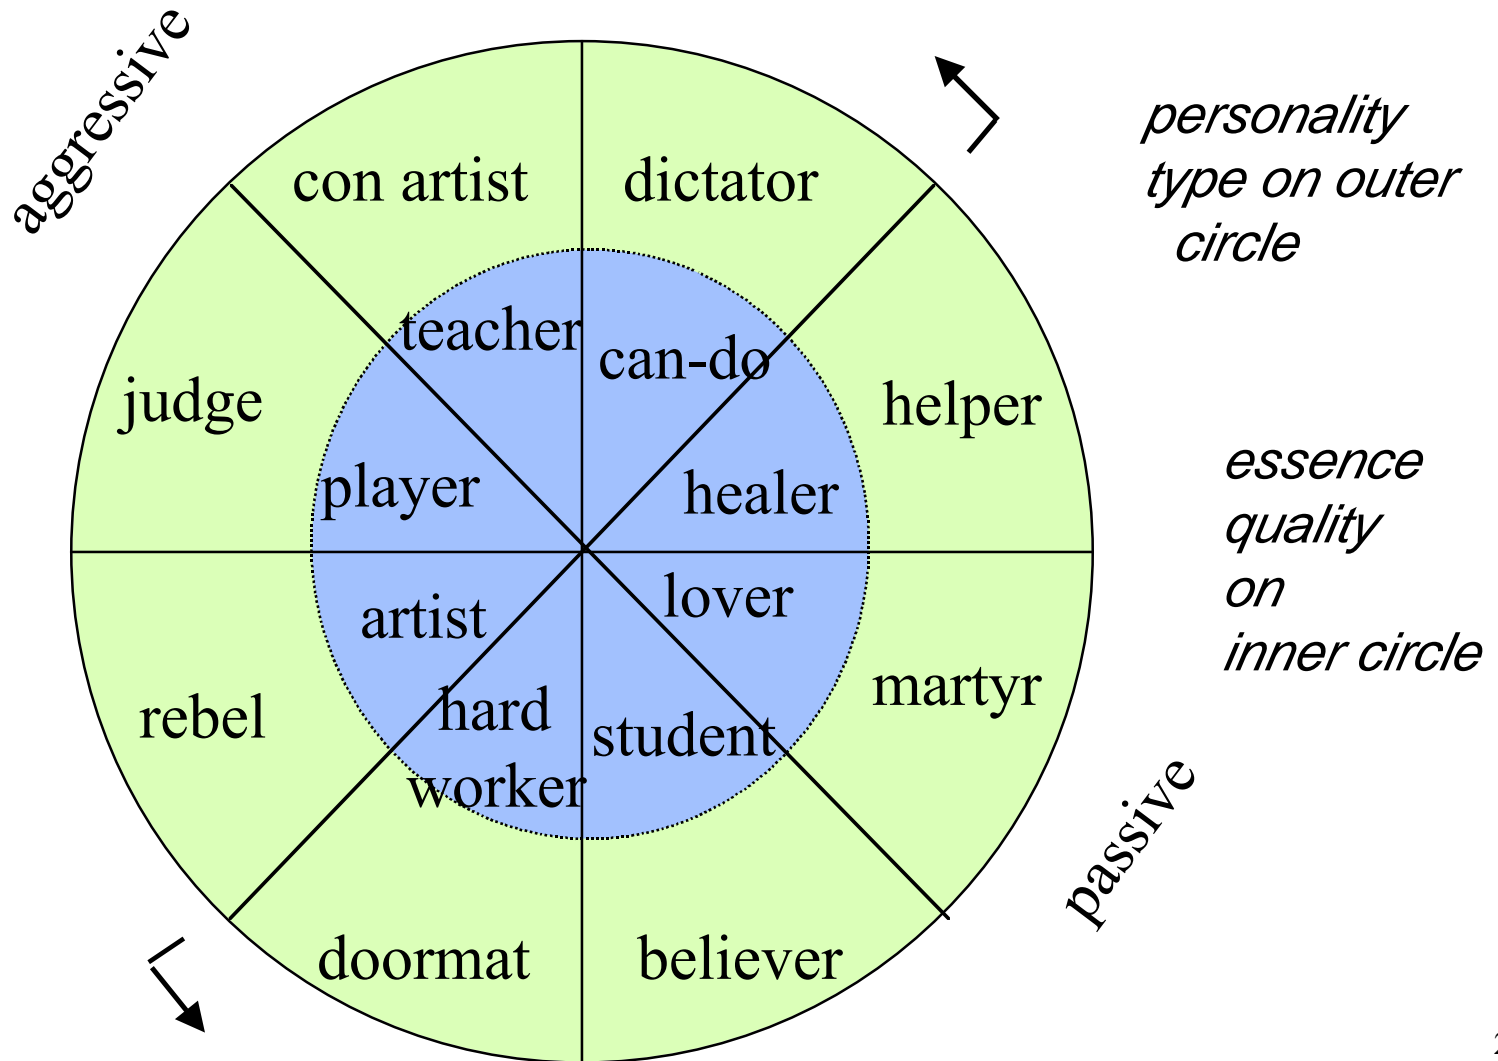 aggressive
con artist
dictator
personality
type on outer
circle
teacher
can-do
judge
helper
player
healer
essence
quality
on
inner circle
artist
lover
rebel
hard
worker
student
martyr
passive
doormat
believer